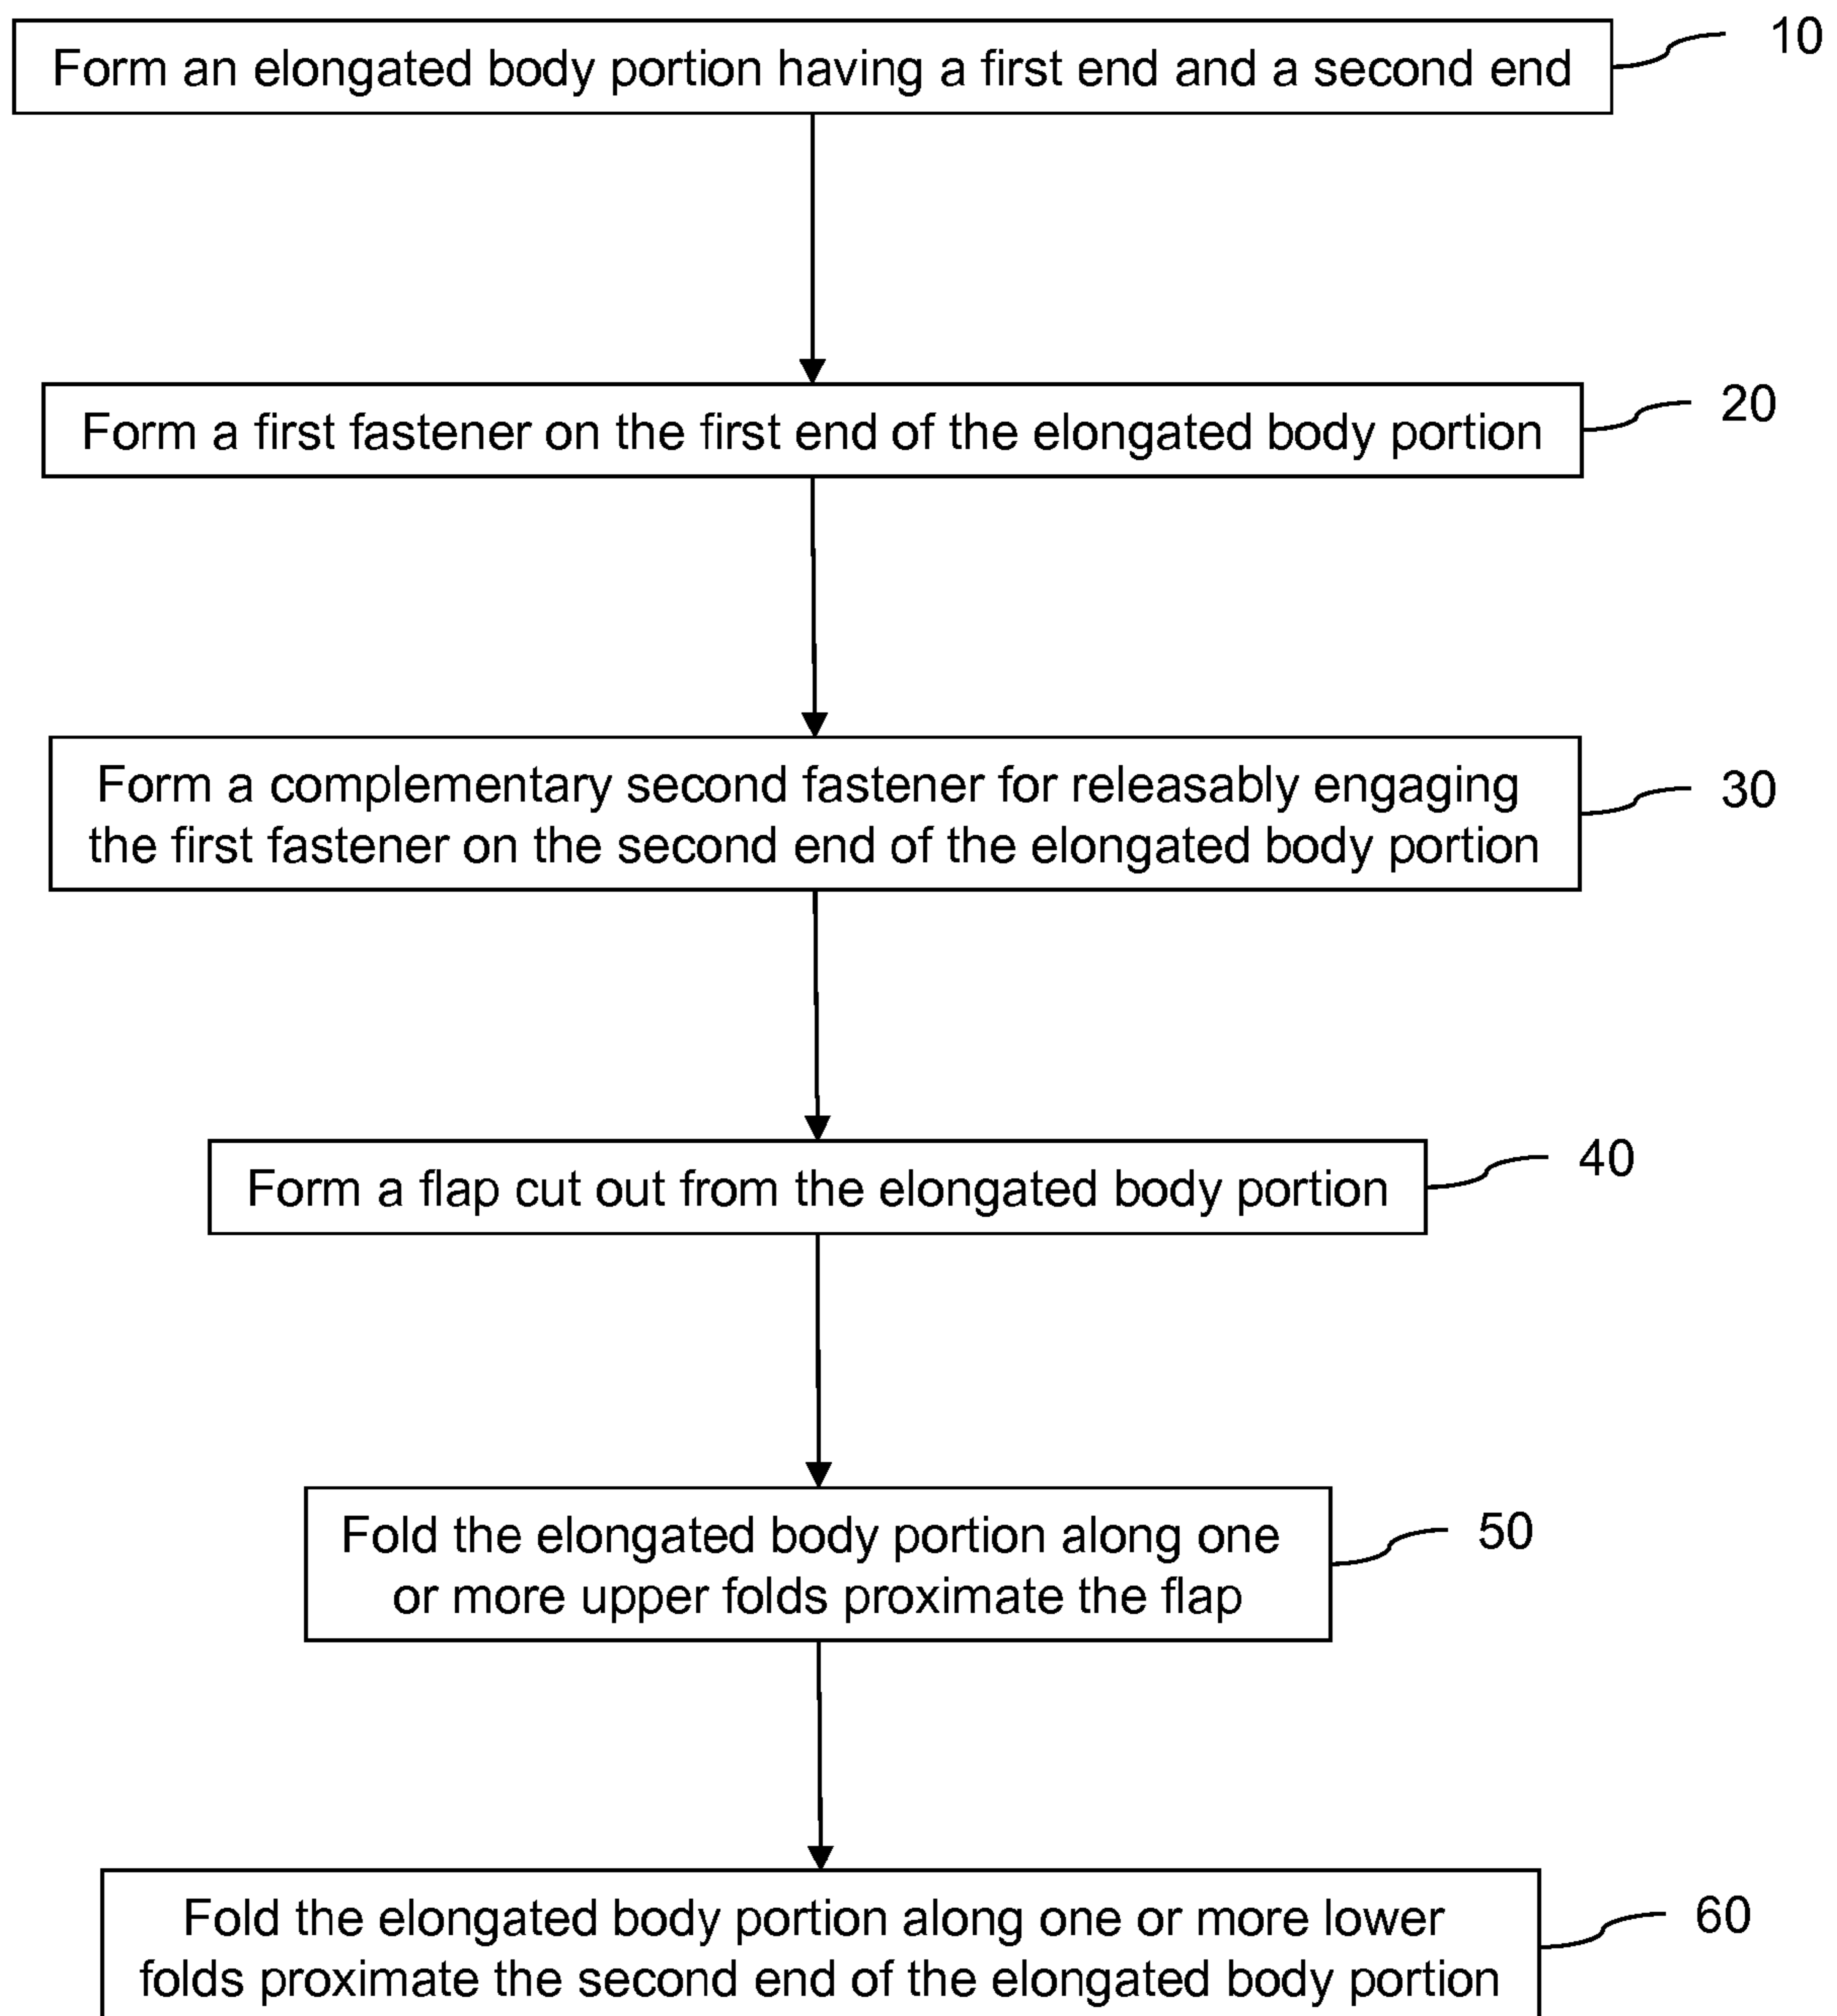 Form an elongated body portion having a first end and a second end
10
Form a first fastener on the first end of the elongated body portion
20
Form a complementary second fastener for releasably engaging
the first fastener on the second end of the elongated body portion
30
Form a flap cut out from the elongated body portion
40
Fold the elongated body portion along one
or more upper folds proximate the flap
50
Fold the elongated body portion along one or more lower
folds proximate the second end of the elongated body portion
60